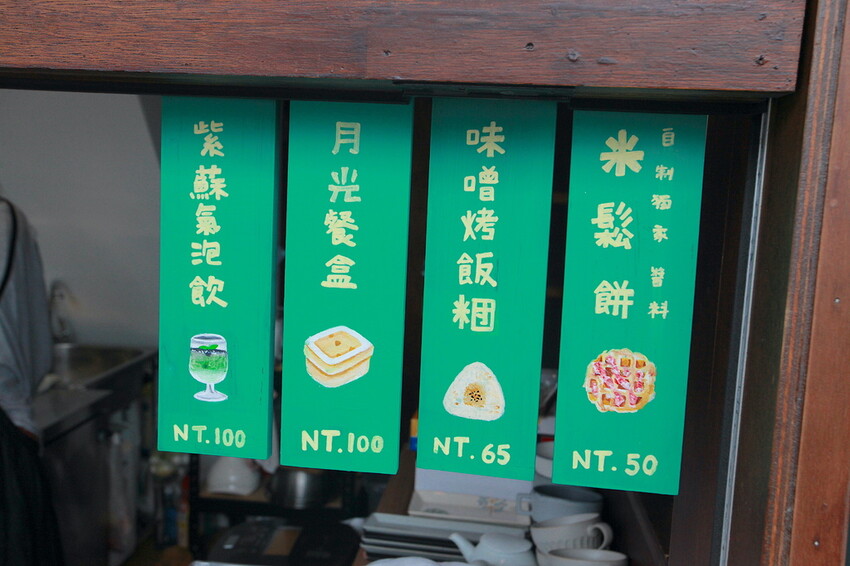 紫蘇氣泡飲
NT.100
月光餐盒
NT.100
味噌烤飯糰
NT.65
自制獨家醬料
米鬆餅
NT.50